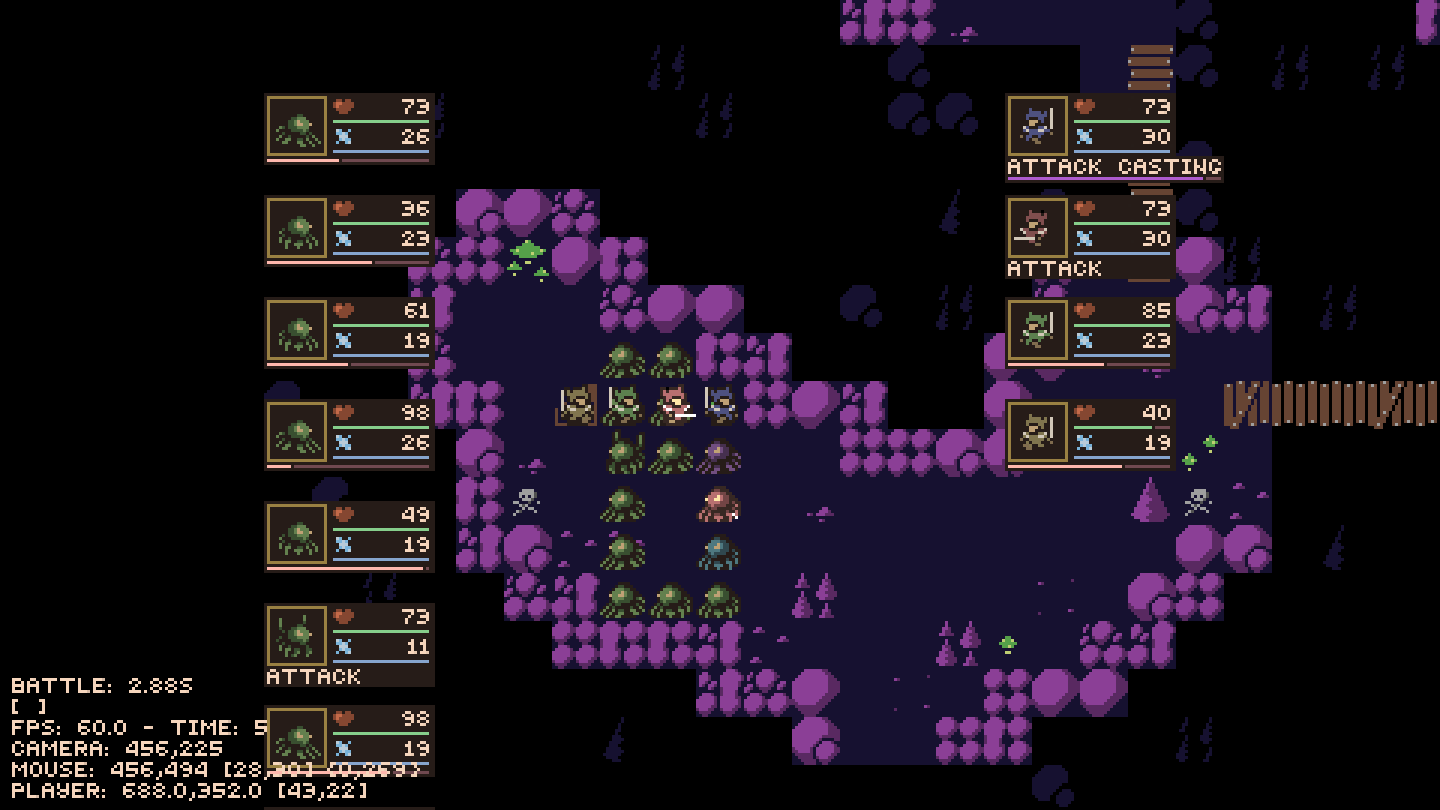 73
26
36
23
61
19
98
26
49
19
73
11
ATTACK
98
19
73
30
ATTACK CASTING
73
30
ATTACK
85
23
40
19
BATTLE: 2.885
[ ]
FPS: 60.0 - TIME: 5
CAMERA: 456,225
MOUSE: 456,494
PLAYER: 688.0,352.0 [43,22]